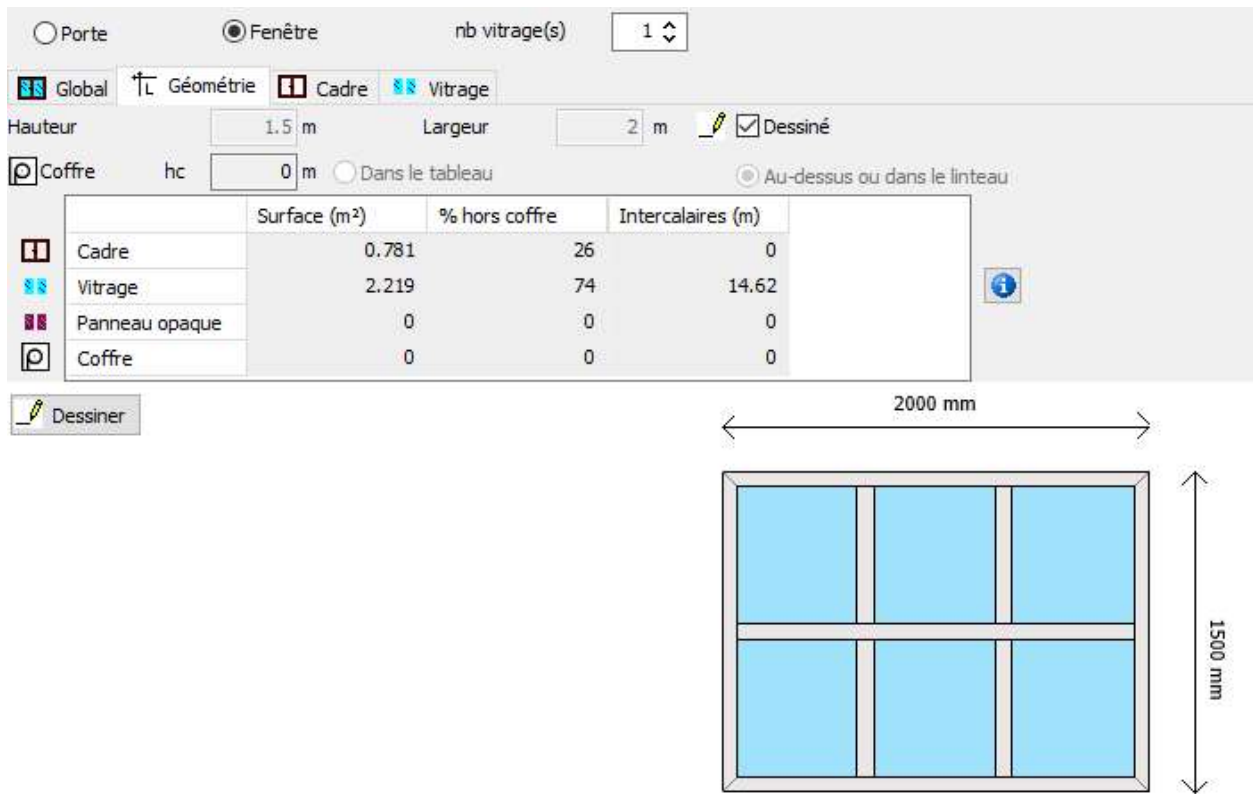 Porte Fenêtre nb vitrage(s) 1
Global Géométrie Cadre Vitrage
Hauteur 1.5 m Largeur 2 m Dessiné
Coffre hc 0 m Dans le tableau Au-dessus ou dans le linteau
Surface (m²) % hors coffre Intercalaires (m)
Cadre 0.781 26 0
Vitrage 2.219 74 14.62
Panneau opaque 0 0 0
Coffre 0 0 0
Dessiner
2000 mm
1500 mm